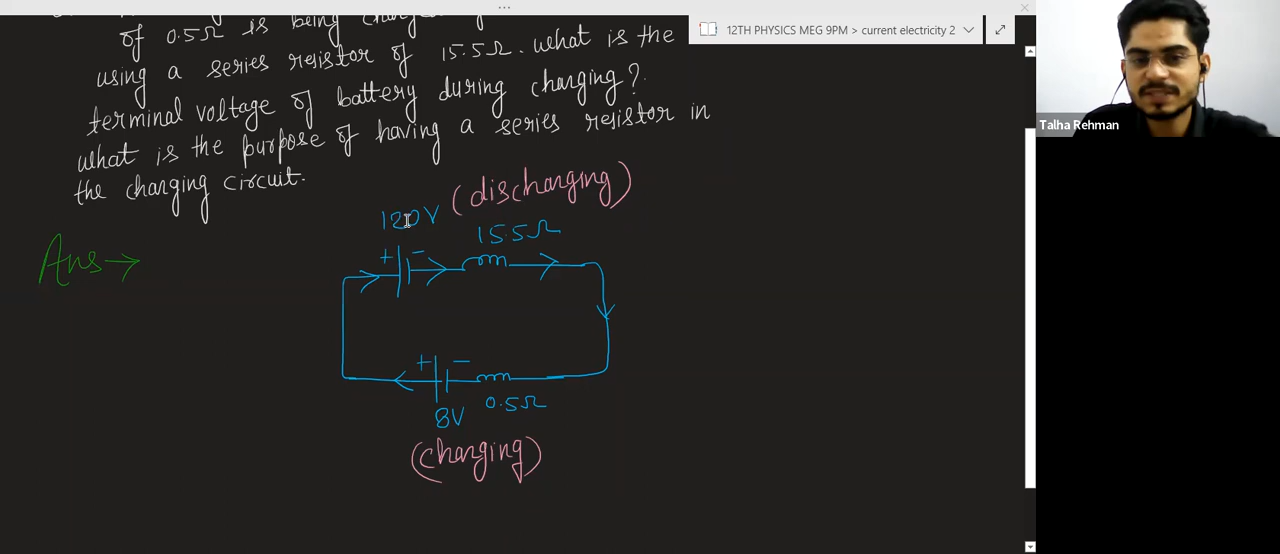 of 0.5Ω is being charged
using a series resistor of 15.5Ω. what is the
terminal voltage of battery during charging?
what is the purpose of having a series resistor in
the charging circuit.
12TH PHYSICS MEG 9PM > current electricity 2
Talha Rehman
(discharging)
120V
15.5Ω
+ -
Ans →
+ -
8V
0.5Ω
(charging)